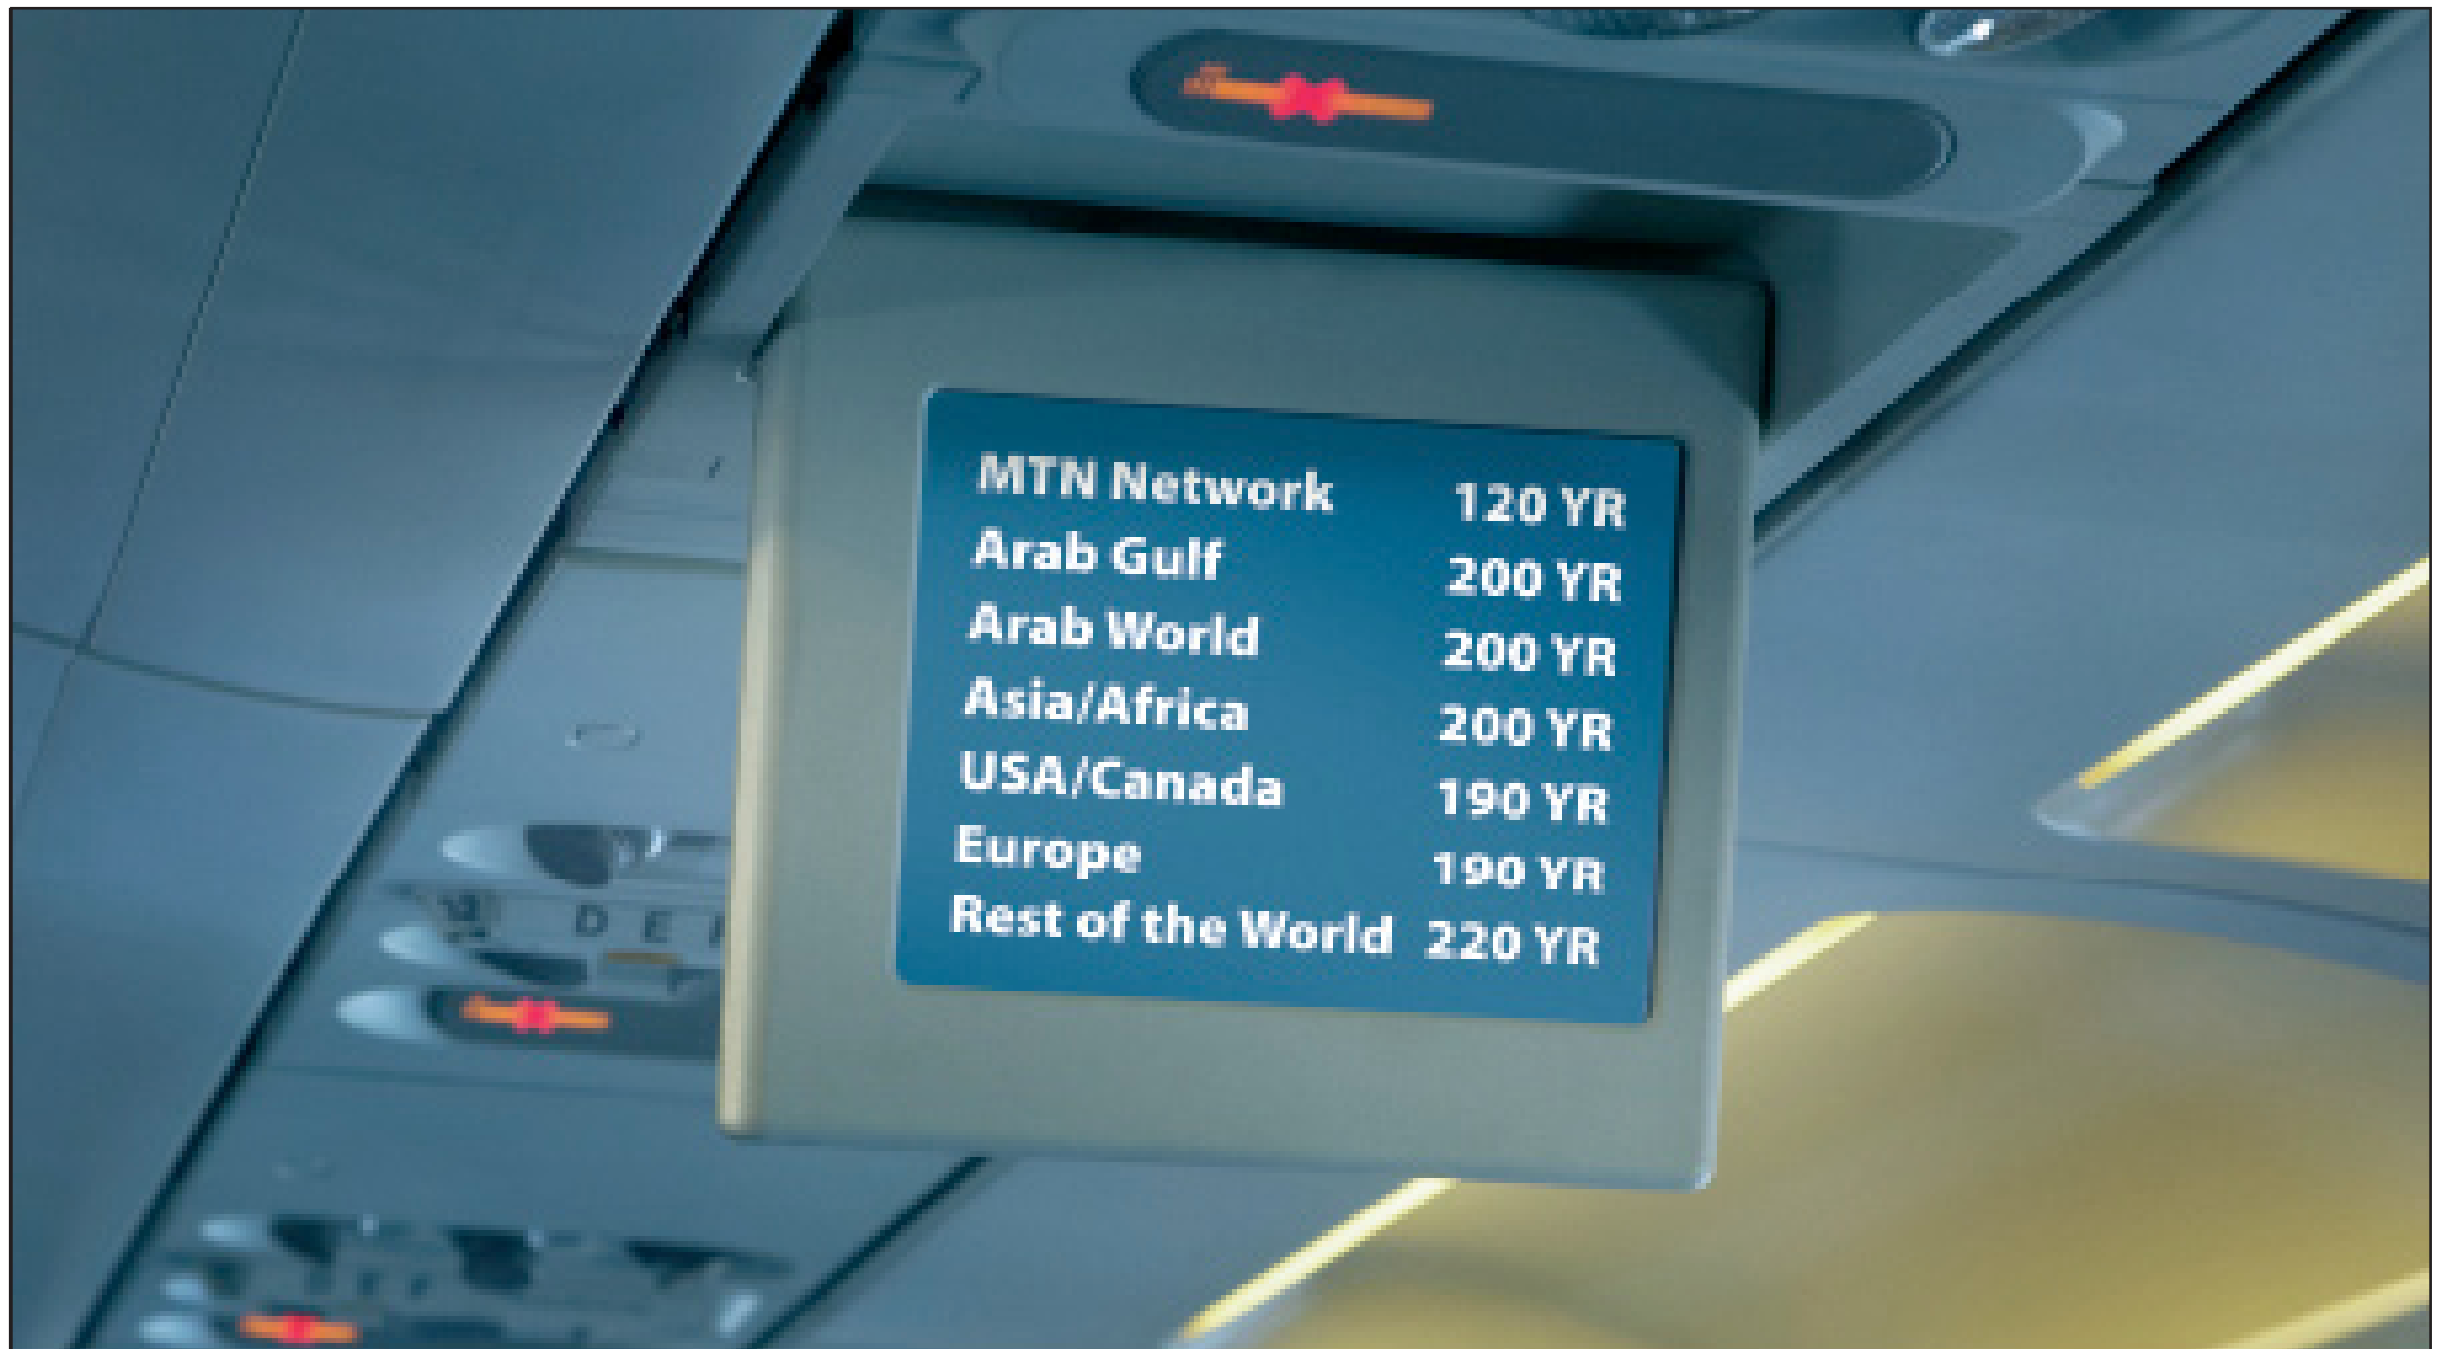 MTN Network 120 YR
Arab Gulf 200 YR
Arab World 200 YR
Asia/Africa 200 YR
USA/Canada 190 YR
Europe 190 YR
Rest of the World 220 YR
D E